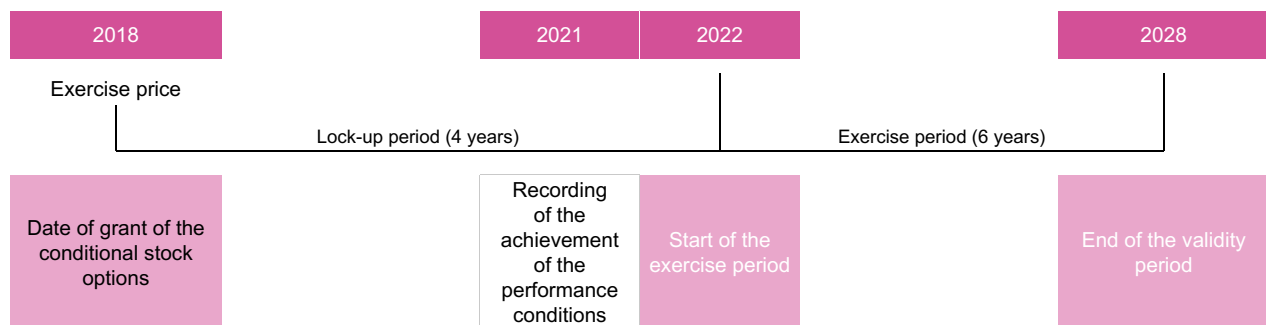 2018
2021
2022
2028
Exercise price
Lock-up period (4 years)
Exercise period (6 years)
Date of grant of the
conditional stock
options
Recording
of the
achievement
of the
performance
conditions
Start of the
exercise period
End of the validity
period